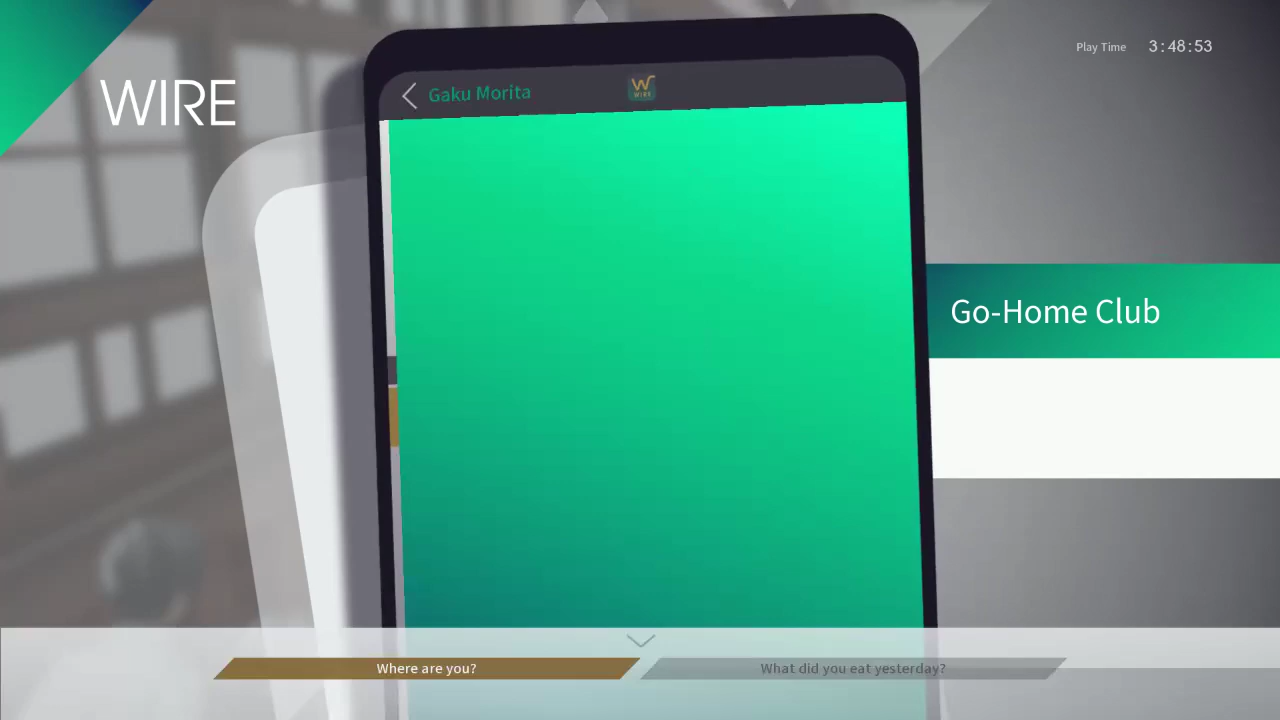 WIRE
Play Time 3:48:53
Gaku Morita
W
WIRE
Go-Home Club
Where are you?
What did you eat yesterday?